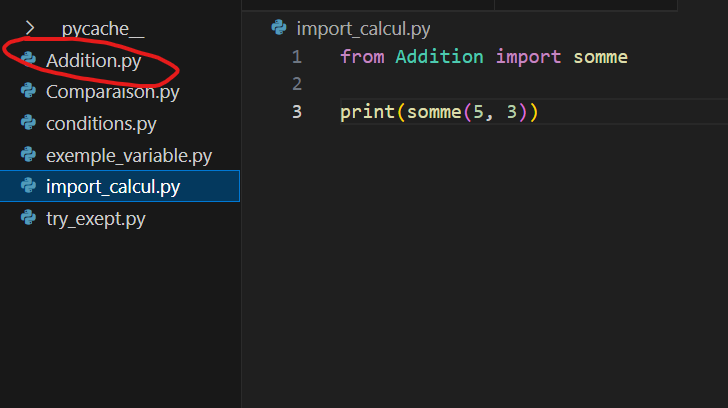 pycache__
Addition.py
Comparaison.py
conditions.py
exemple_variable.py
import_calcul.py
try_exept.py
import_calcul.py
1 from Addition import somme
2
3 print(somme(5, 3))